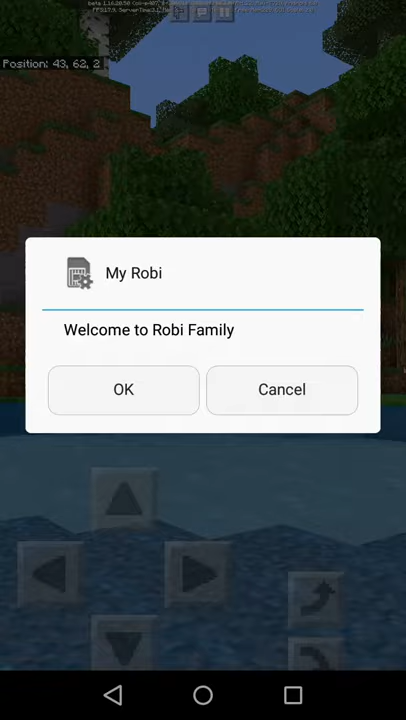 Position: 43, 62, 2
My Robi
Welcome to Robi Family
OK
Cancel